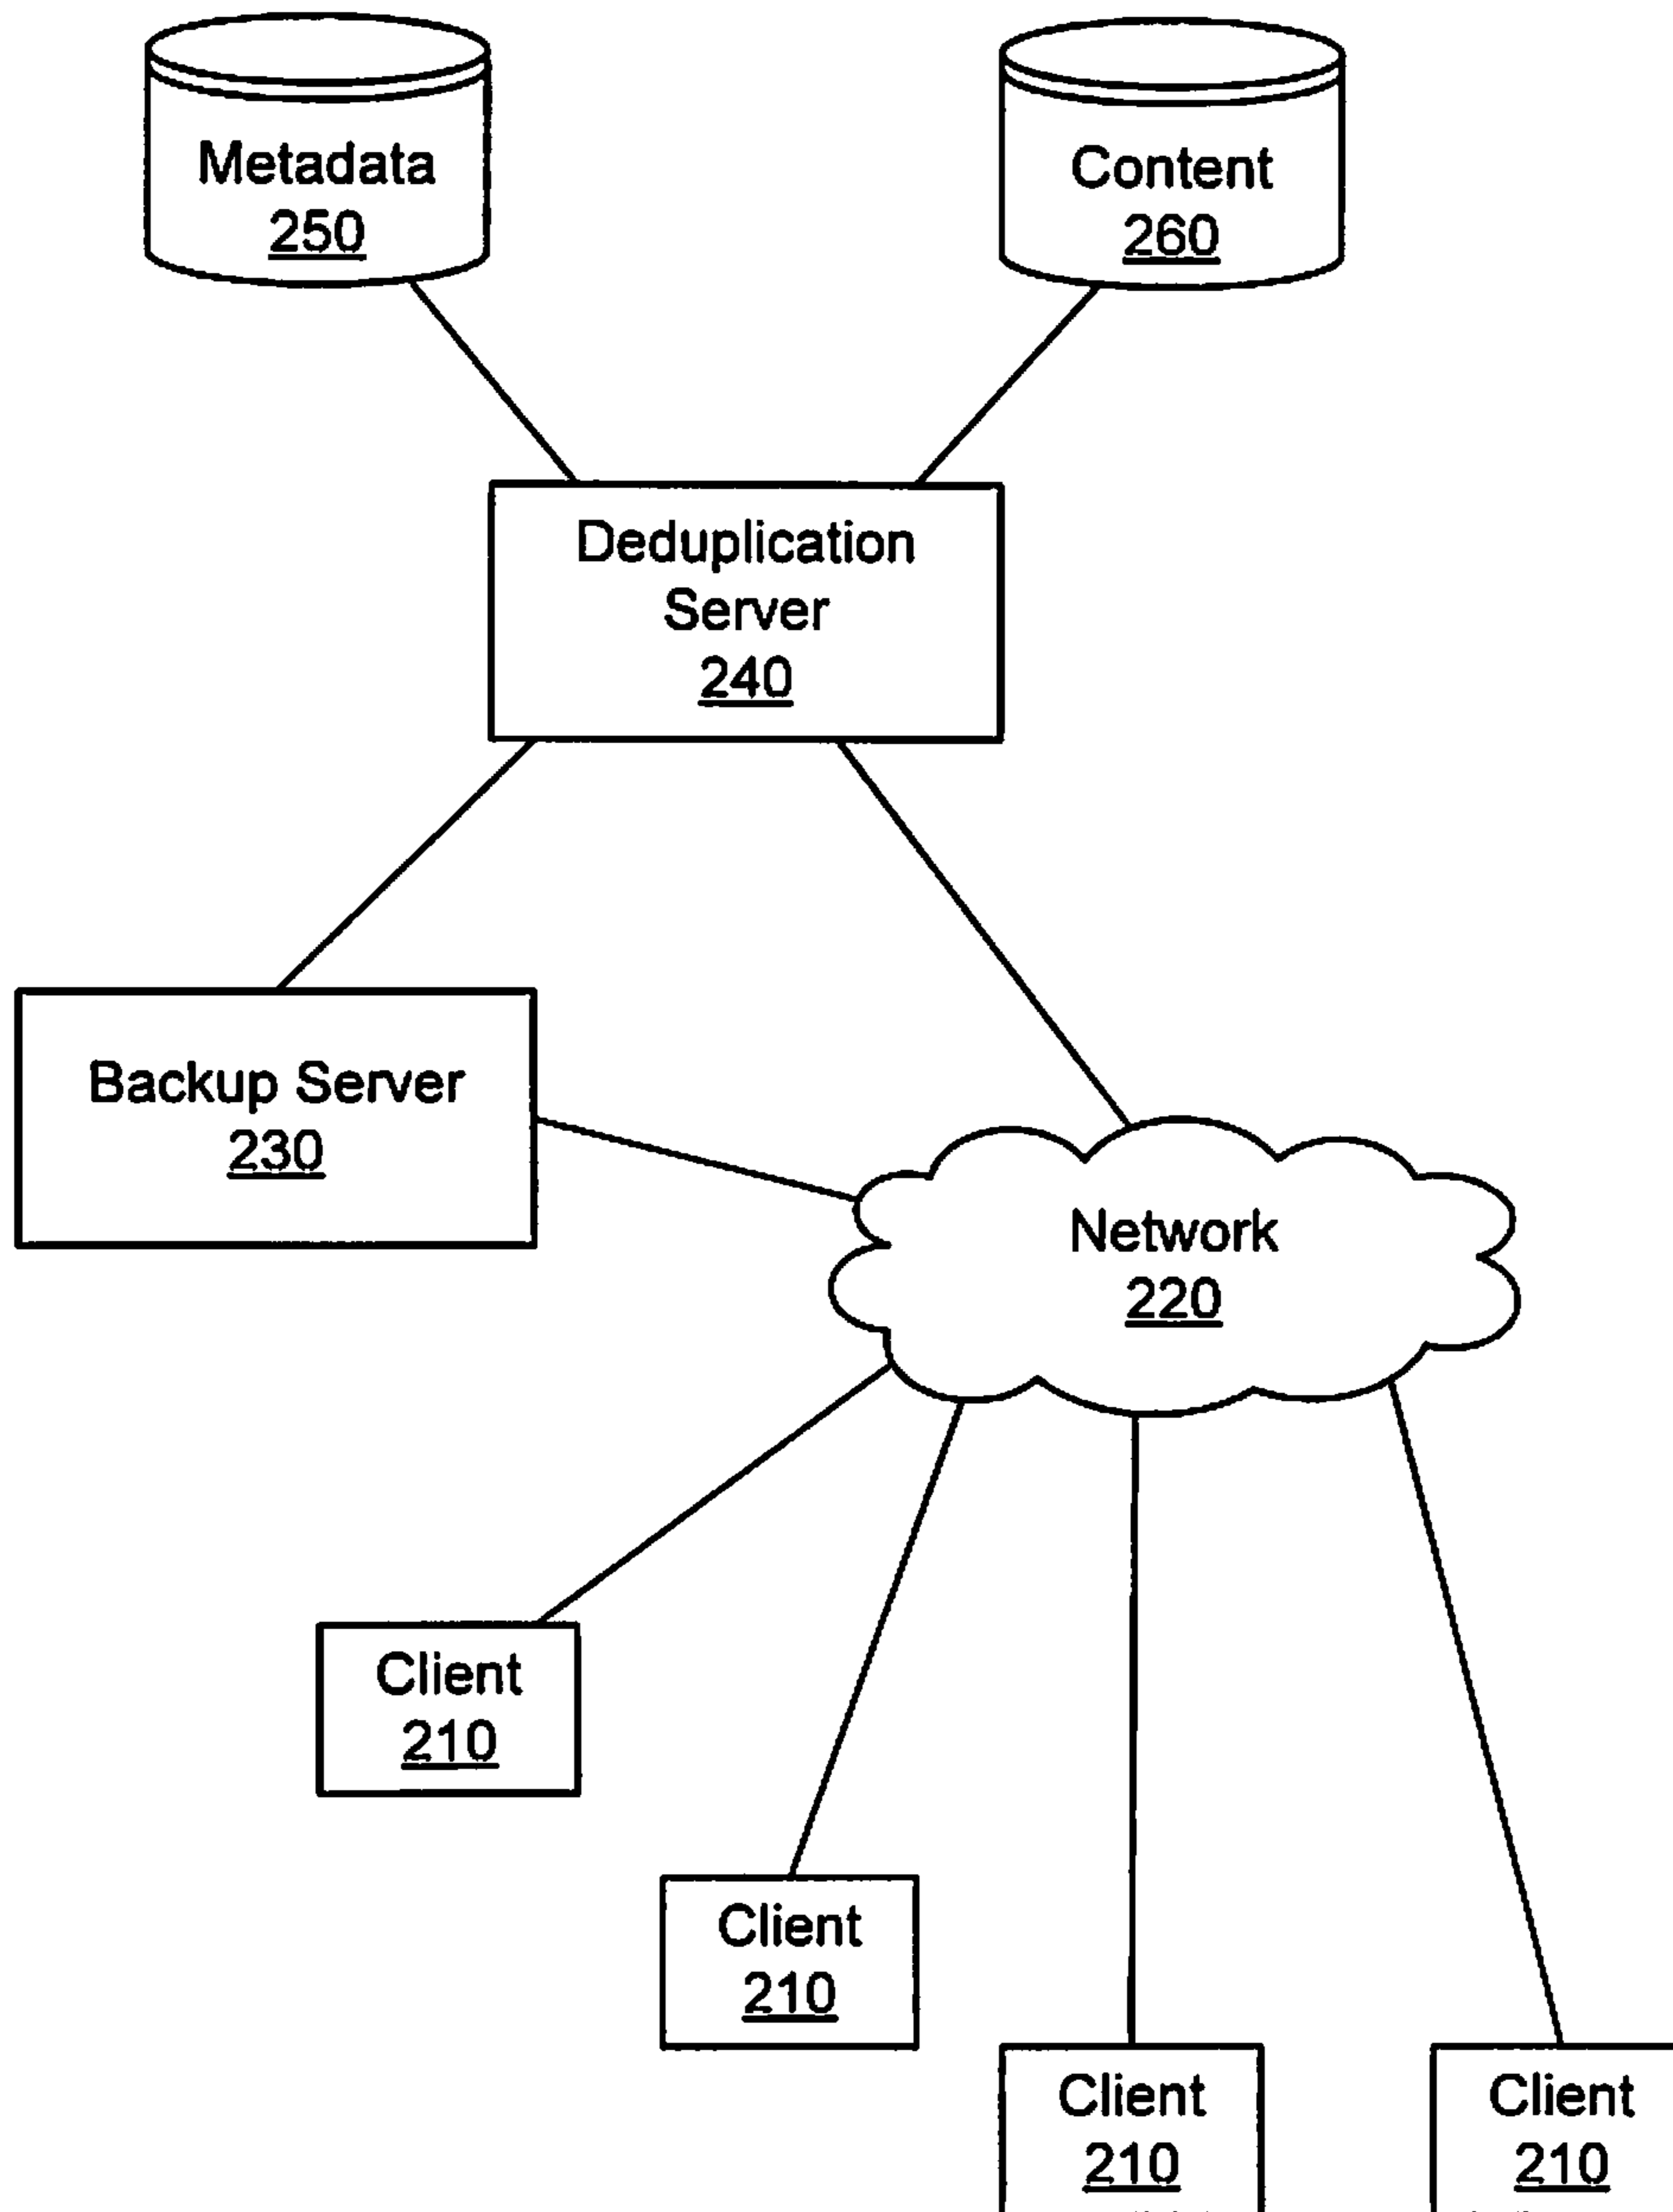 Metadata
250
Content
260
Deduplication
Server
240
Backup Server
230
Network
220
Client
210
Client
210
Client
210
Client
210